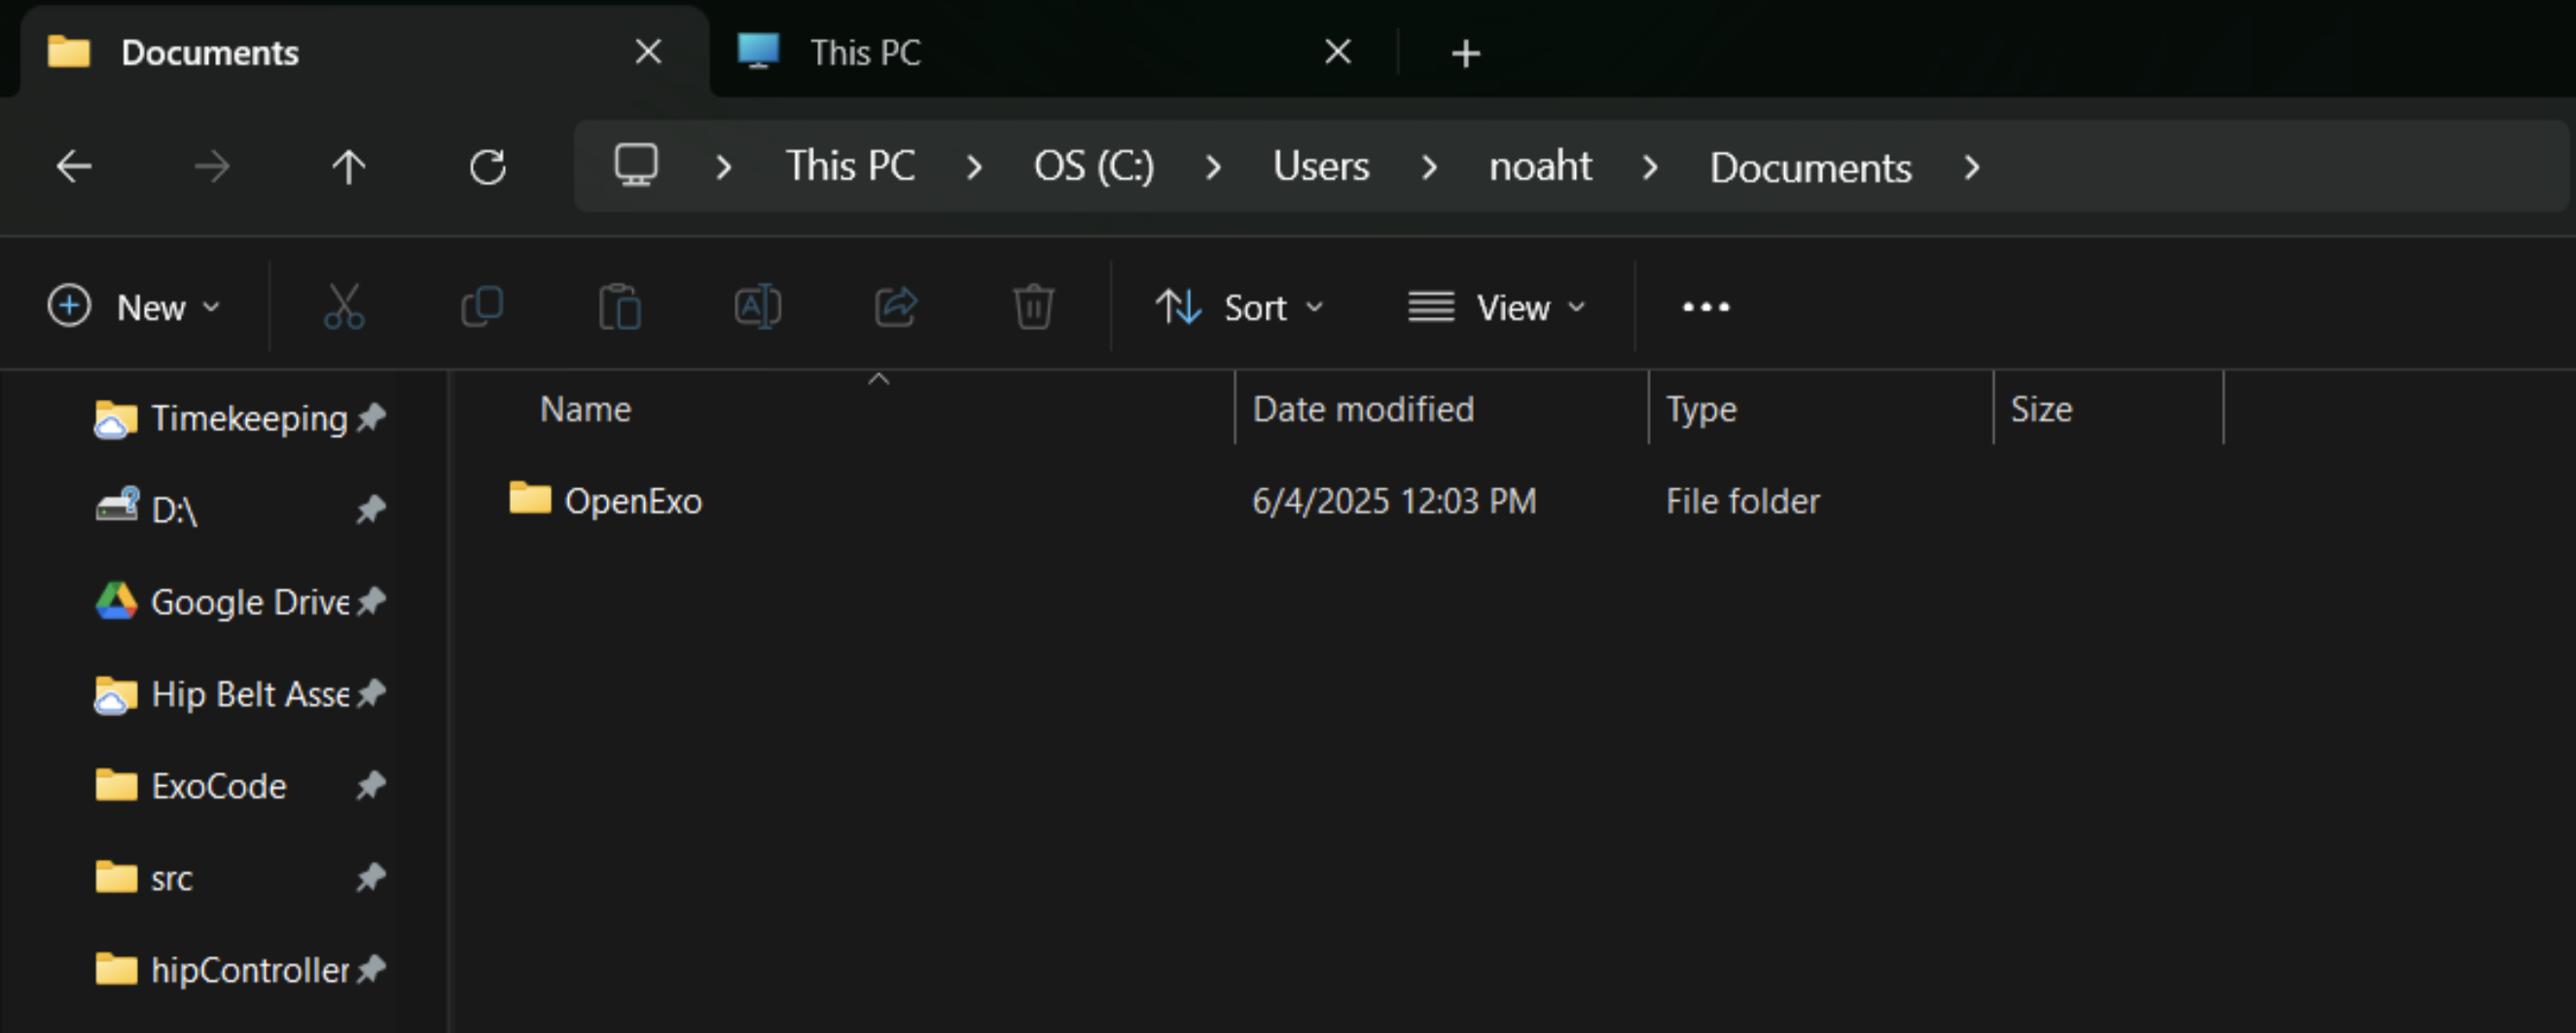 Documents
This PC
This PC > OS (C:) > Users > noaht > Documents >
New
Sort
View
Name
Date modified
Type
Size
OpenExo
6/4/2025 12:03 PM
File folder
Timekeeping
D:\
Google Drive
Hip Belt Asse
ExoCode
src
hipController